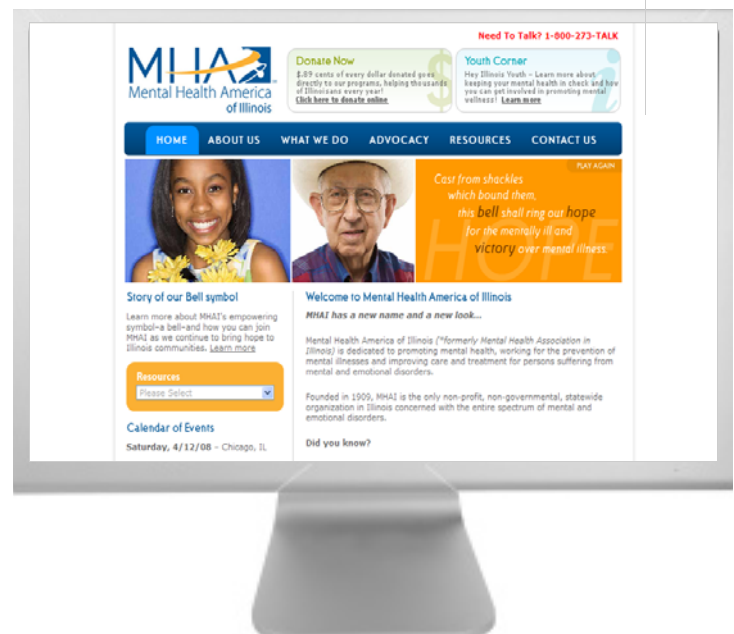 Need To Talk? 1-800-273-TALK
MHA
Mental Health America
of Illinois
Donate Now
$.89 cents of every dollar donated goes
directly to our programs, helping thousands
of Illinoisans every year!
Click here to donate online
$
Youth Corner
Hey Illinois Youth – Learn more about
keeping your mental health in check and how
you can get involved in promoting mental
wellness! Learn more
i
HOME ABOUT US WHAT WE DO ADVOCACY RESOURCES CONTACT US
PLAY AGAIN
Cast from shackles
which bound them,
this bell shall ring out hope
for the mentally ill and
victory over mental illness.
HOPE
Story of our Bell symbol
Learn more about MHAI's empowering
symbol–a bell–and how you can join
MHAI as we continue to bring hope to
Illinois communities. Learn more
Resources
Please Select
Calendar of Events
Saturday, 4/12/08 – Chicago, IL
Welcome to Mental Health America of Illinois
MHAI has a new name and a new look...
Mental Health America of Illinois (*formerly Mental Health Association in
Illinois) is dedicated to promoting mental health, working for the prevention of
mental illnesses and improving care and treatment for persons suffering from
mental and emotional disorders.
Founded in 1909, MHAI is the only non-profit, non-governmental, statewide
organization in Illinois concerned with the entire spectrum of mental and
emotional disorders.
Did you know?